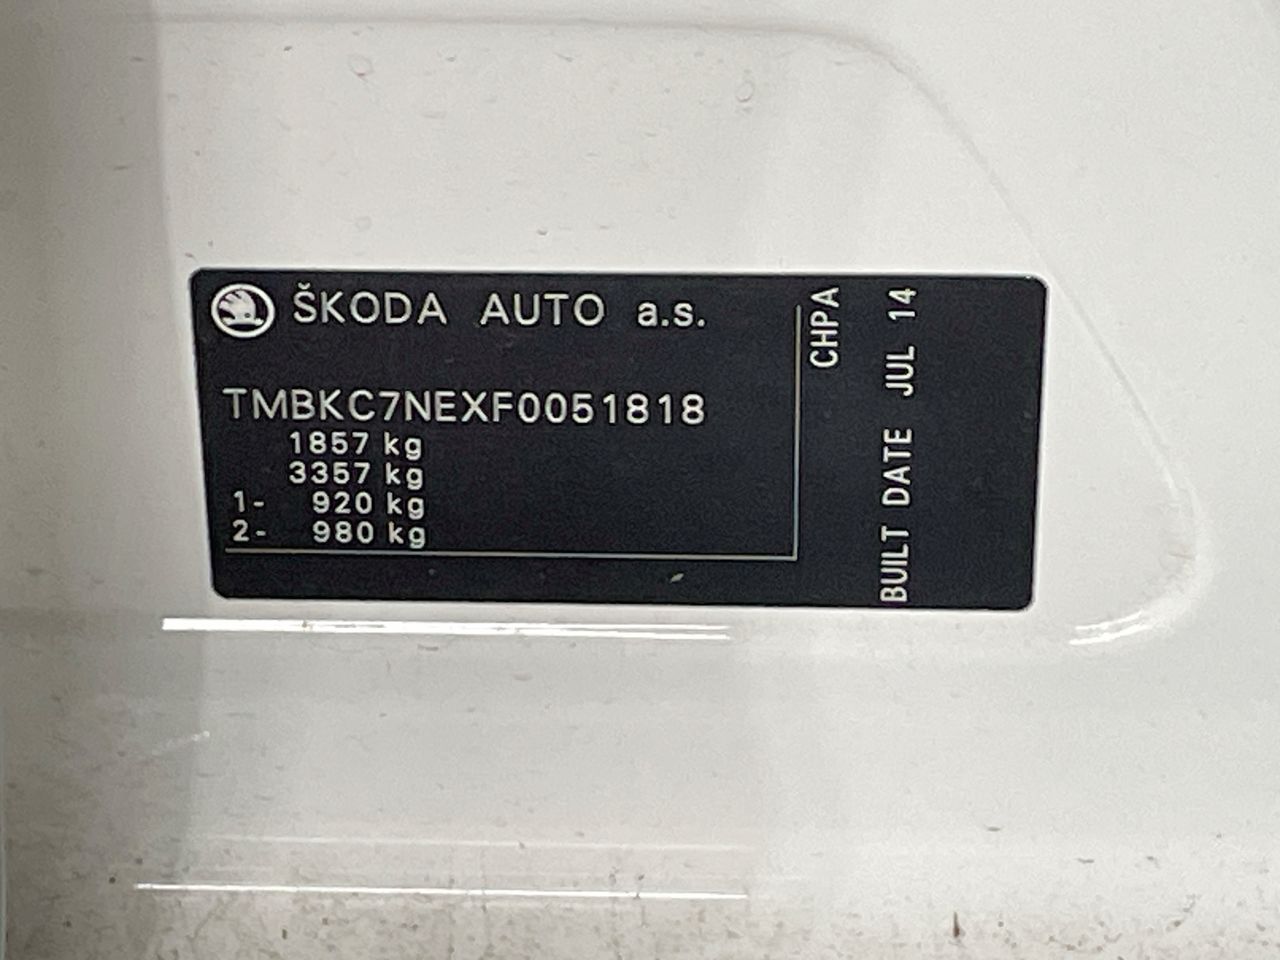 ŠKODA AUTO a.s.
TMBKC7NEXF0051818
1857 kg
3357 kg
1- 920 kg
2- 980 kg
CHPA
BUILT DATE JUL 14